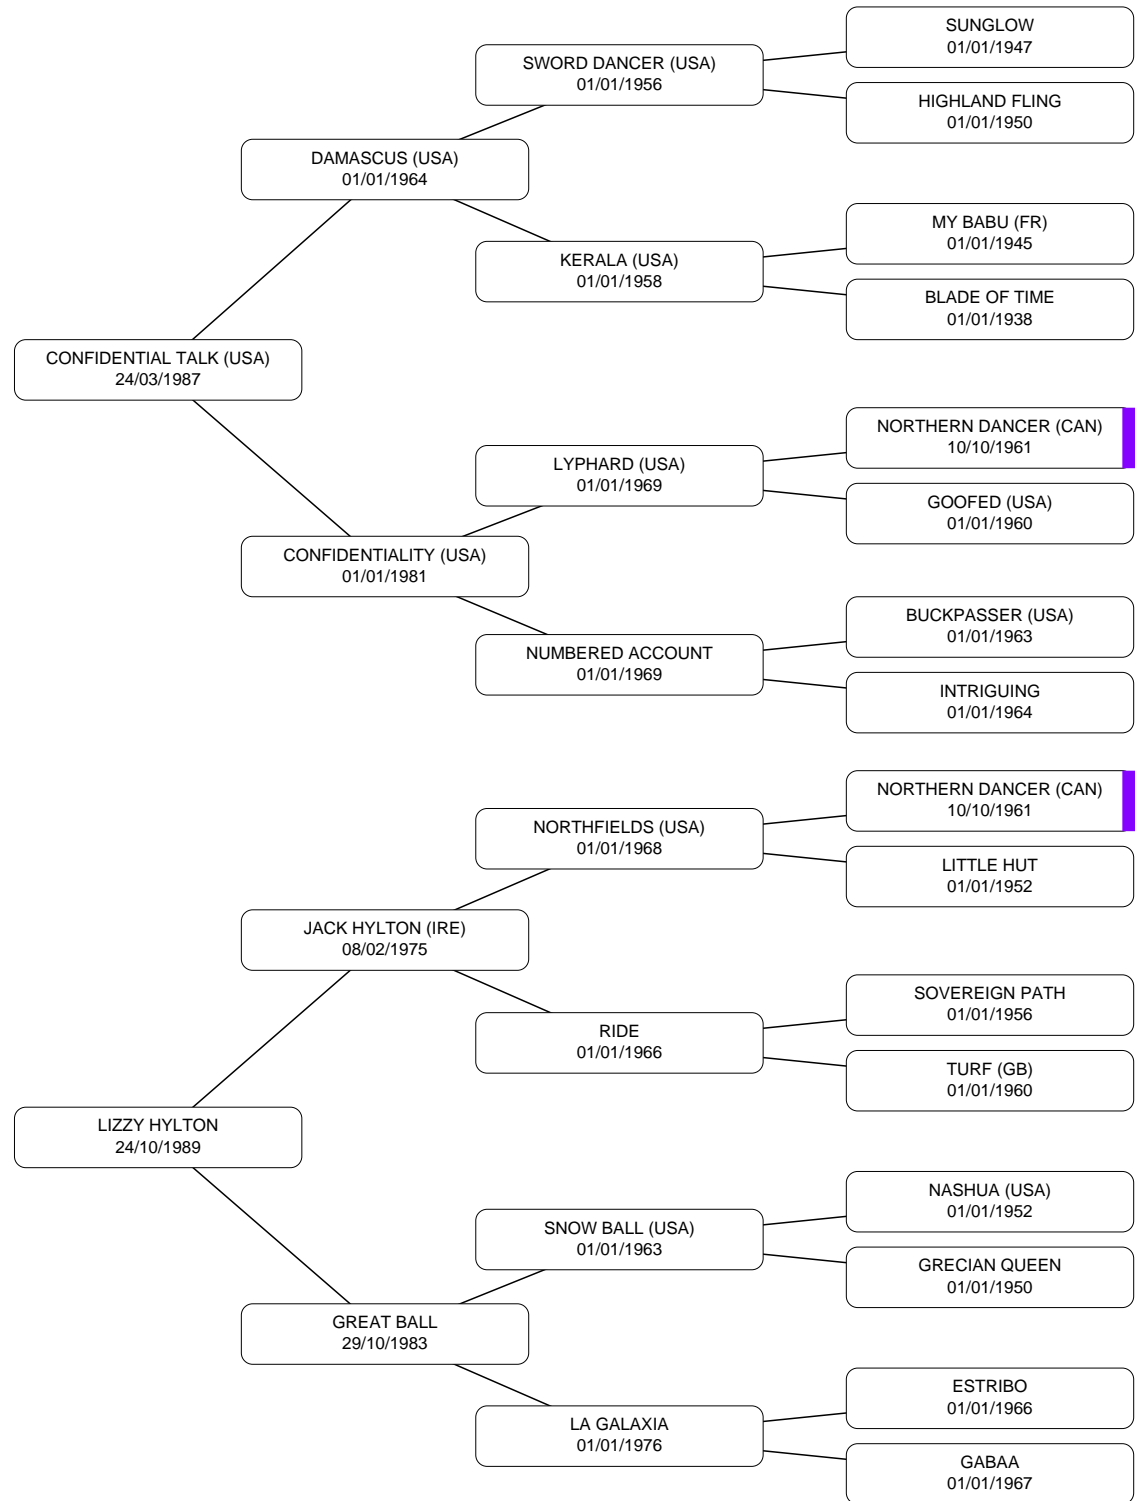 SUNGLOW
01/01/1947
SWORD DANCER (USA)
01/01/1956
HIGHLAND FLING
01/01/1950
DAMASCUS (USA)
01/01/1964
MY BABU (FR)
01/01/1945
KERALA (USA)
01/01/1958
BLADE OF TIME
01/01/1938
CONFIDENTIAL TALK (USA)
24/03/1987
NORTHERN DANCER (CAN)
10/10/1961
LYPHARD (USA)
01/01/1969
GOOFED (USA)
01/01/1960
CONFIDENTIALITY (USA)
01/01/1981
BUCKPASSER (USA)
01/01/1963
NUMBERED ACCOUNT
01/01/1969
INTRIGUING
01/01/1964
NORTHERN DANCER (CAN)
10/10/1961
NORTHFIELDS (USA)
01/01/1968
LITTLE HUT
01/01/1952
JACK HYLTON (IRE)
08/02/1975
SOVEREIGN PATH
01/01/1956
RIDE
01/01/1966
TURF (GB)
01/01/1960
LIZZY HYLTON
24/10/1989
NASHUA (USA)
01/01/1952
SNOW BALL (USA)
01/01/1963
GRECIAN QUEEN
01/01/1950
GREAT BALL
29/10/1983
ESTRIBO
01/01/1966
LA GALAXIA
01/01/1976
GABAA
01/01/1967